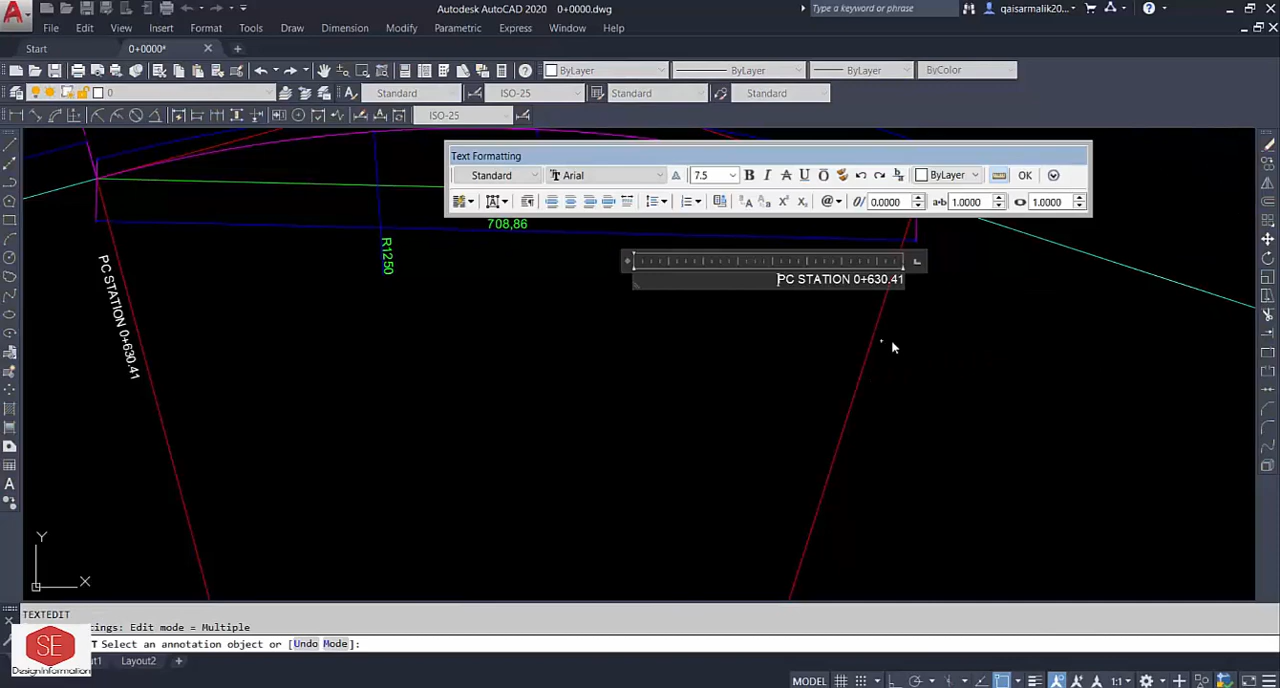 Autodesk AutoCAD 2020 0+0000.dwg
Type a keyword or phrase
qaisarmalik20...
File Edit View Insert Format Tools Draw Dimension Modify Parametric Express Window Help
Start 0+0000*
ByLayer ByLayer ByLayer ByColor
0 Standard ISO-25 Standard Standard
ISO-25
Text Formatting
Standard Arial 7.5 B I A U O ByLayer OK
@ 0/ 0.0000 a•b 1.0000 1.0000
708,86
R1250
PC STATION 0+630.41
PC STATION 0+630.41
Y
X
TEXTEDIT
ings: Edit mode = Multiple
T Select an annotation object or [Undo Mode]:
SE
DesignInformation
Layout2 +
MODEL 1:1